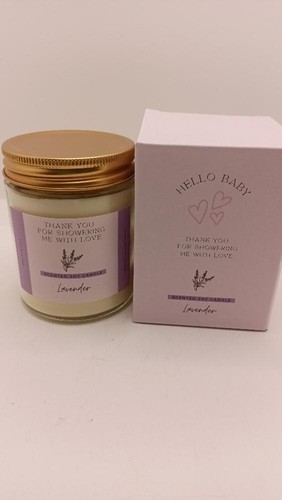 THANK YOU
FOR SHOWERING
ME WITH LOVE
SCENTED SOY CANDLE
Lavender
HELLO BABY
THANK YOU
FOR SHOWERING
ME WITH LOVE
SCENTED SOY CANDLE
Lavender